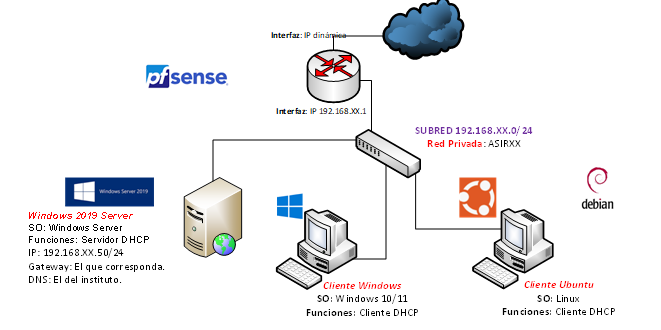 Interfaz: IP dinámica
pfsense
Interfaz: IP 192.168.XX.1
SUBRED 192.168.XX.0/24
Red Privada: ASIRXX
Windows Server 2019
debian
Windows 2019 Server
SO: Windows Server
Funciones: Servidor DHCP
IP: 192.168.XX.50/24
Gateway: El que corresponda.
DNS: El del instituto.
Cliente Windows
SO: Windows 10/11
Funciones: Cliente DHCP
Cliente Ubuntu
SO: Linux
Funciones: Cliente DHCP